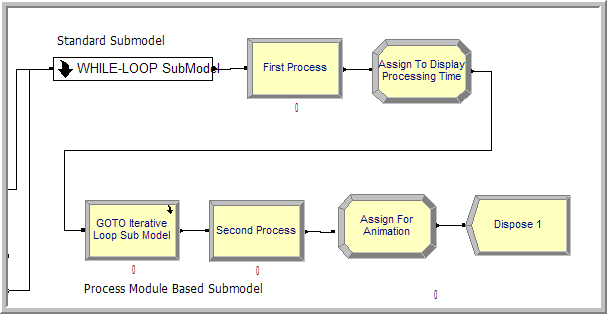 Standard Submodel
WHILE-LOOP SubModel
First Process
Assign To Display
Processing Time
0
GOTO Iterative
Loop Sub Model
Second Process
Assign For
Animation
Dispose 1
0
0
0
Process Module Based Submodel